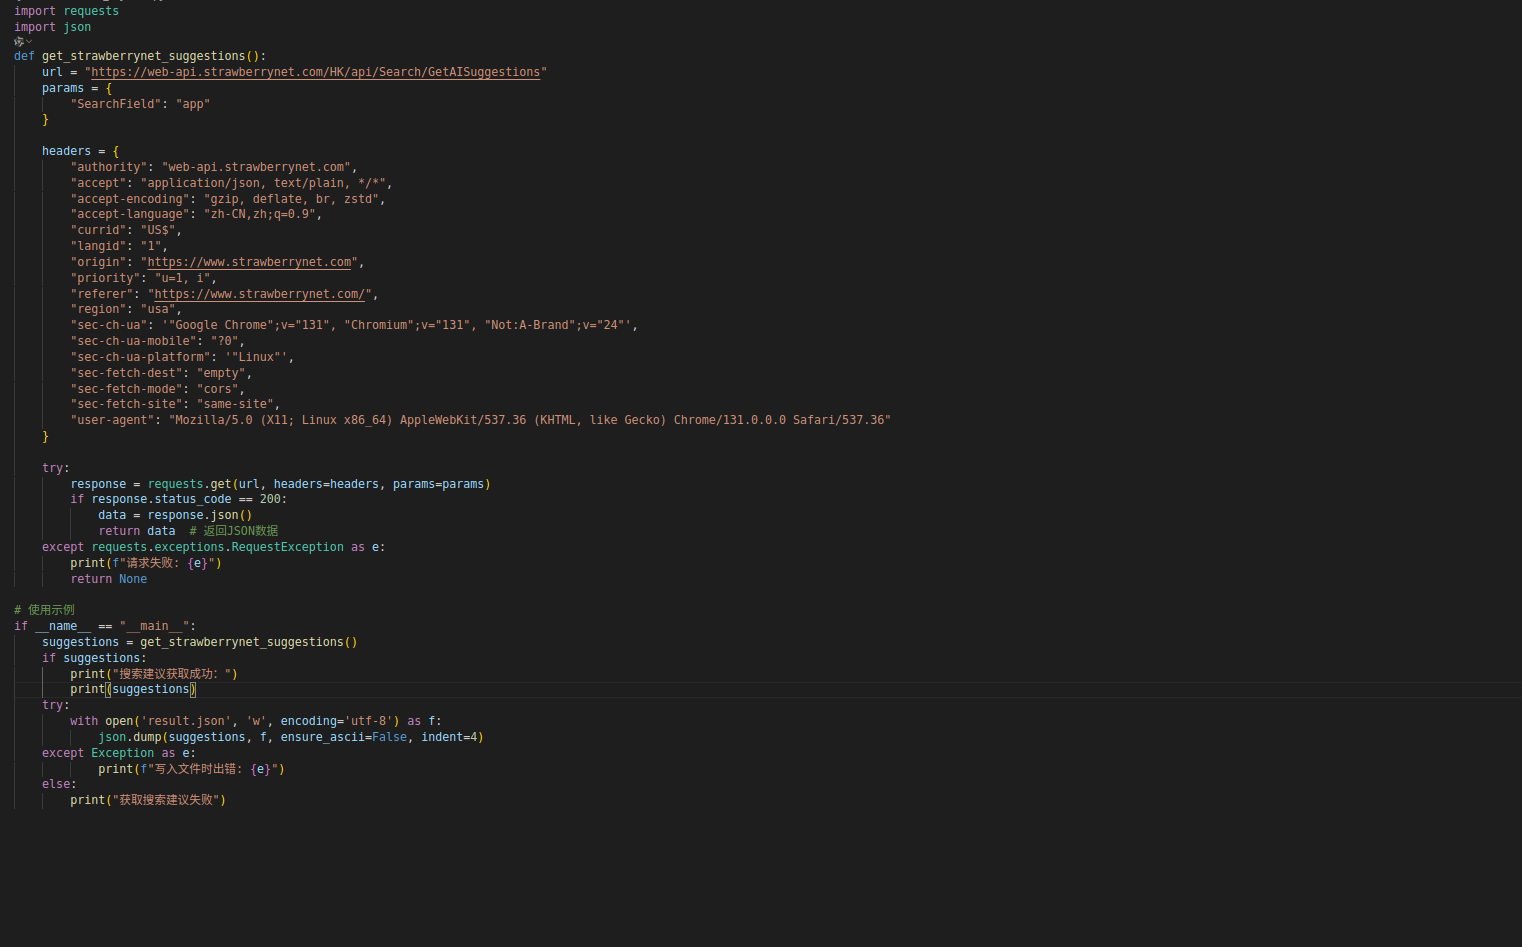 import requests
import json
def get_strawberrynet_suggestions():
    url = "https://web-api.strawberrynet.com/HK/api/Search/GetAISuggestions"
    params = {
        "SearchField": "app"
    }

    headers = {
        "authority": "web-api.strawberrynet.com",
        "accept": "application/json, text/plain, */*",
        "accept-encoding": "gzip, deflate, br, zstd",
        "accept-language": "zh-CN,zh;q=0.9",
        "currid": "US$",
        "langid": "1",
        "origin": "https://www.strawberrynet.com",
        "priority": "u=1, i",
        "referer": "https://www.strawberrynet.com/",
        "region": "usa",
        "sec-ch-ua": '"Google Chrome";v="131", "Chromium";v="131", "Not:A-Brand";v="24"',
        "sec-ch-ua-mobile": "?0",
        "sec-ch-ua-platform": '"Linux"',
        "sec-fetch-dest": "empty",
        "sec-fetch-mode": "cors",
        "sec-fetch-site": "same-site",
        "user-agent": "Mozilla/5.0 (X11; Linux x86_64) AppleWebKit/537.36 (KHTML, like Gecko) Chrome/131.0.0.0 Safari/537.36"
    }

    try:
        response = requests.get(url, headers=headers, params=params)
        if response.status_code == 200:
            data = response.json()
            return data  # 返回JSON数据
    except requests.exceptions.RequestException as e:
        print(f"请求失败: {e}")
        return None

# 使用示例
if __name__ == "__main__":
    suggestions = get_strawberrynet_suggestions()
    if suggestions:
        print("搜索建议获取成功：")
        print(suggestions)
    try:
        with open('result.json', 'w', encoding='utf-8') as f:
            json.dump(suggestions, f, ensure_ascii=False, indent=4)
    except Exception as e:
            print(f"写入文件时出错: {e}")
    else:
        print("获取搜索建议失败")